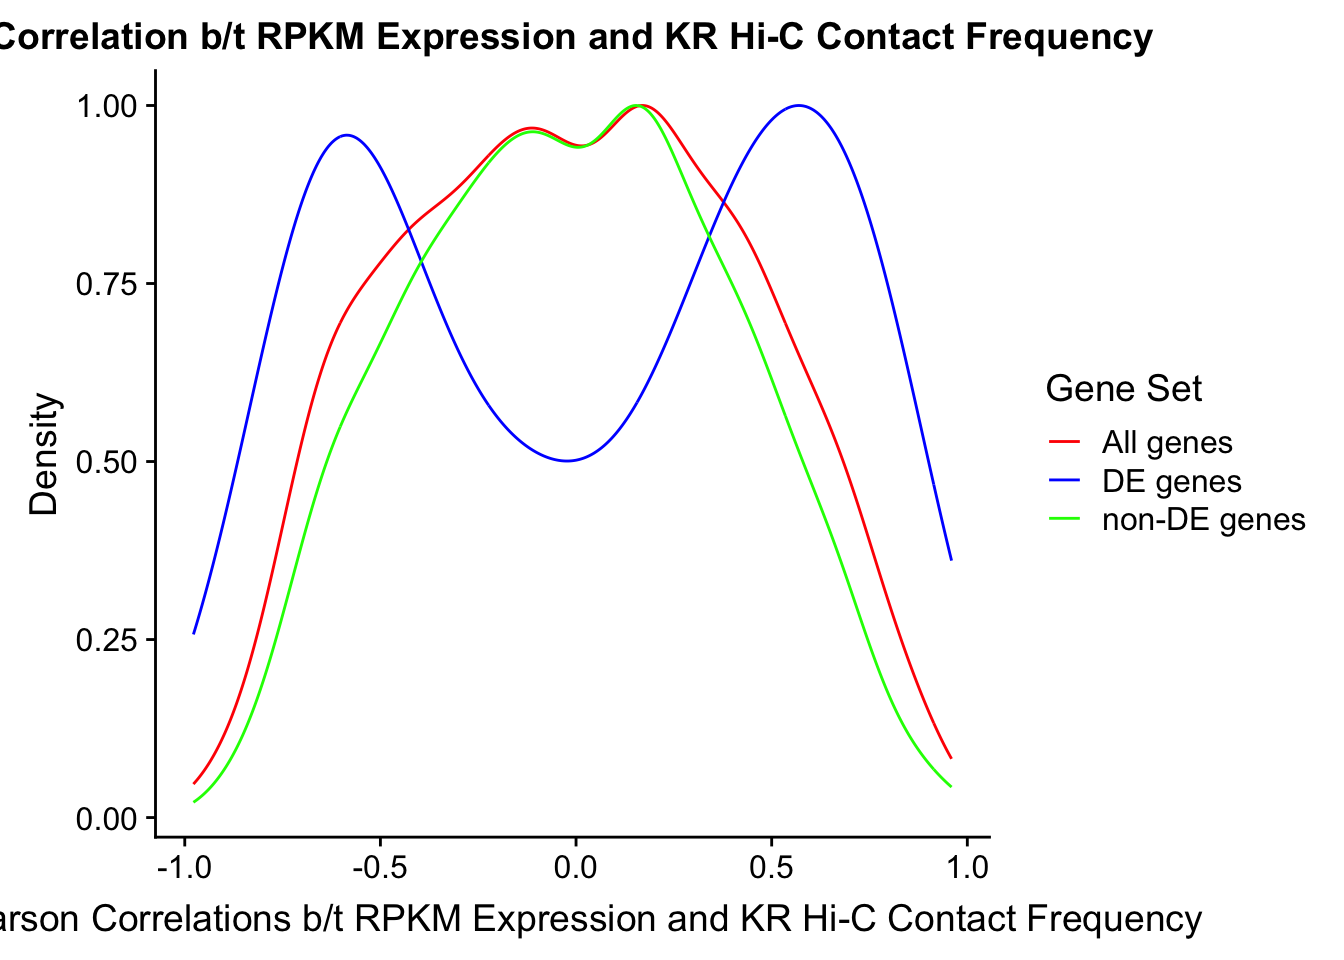 Correlation b/t RPKM Expression and KR Hi-C Contact Frequency
1.00
0.75
0.50
0.25
0.00
Density
-1.0 -0.5 0.0 0.5 1.0
arson Correlations b/t RPKM Expression and KR Hi-C Contact Frequency
Gene Set
All genes
DE genes
non-DE genes